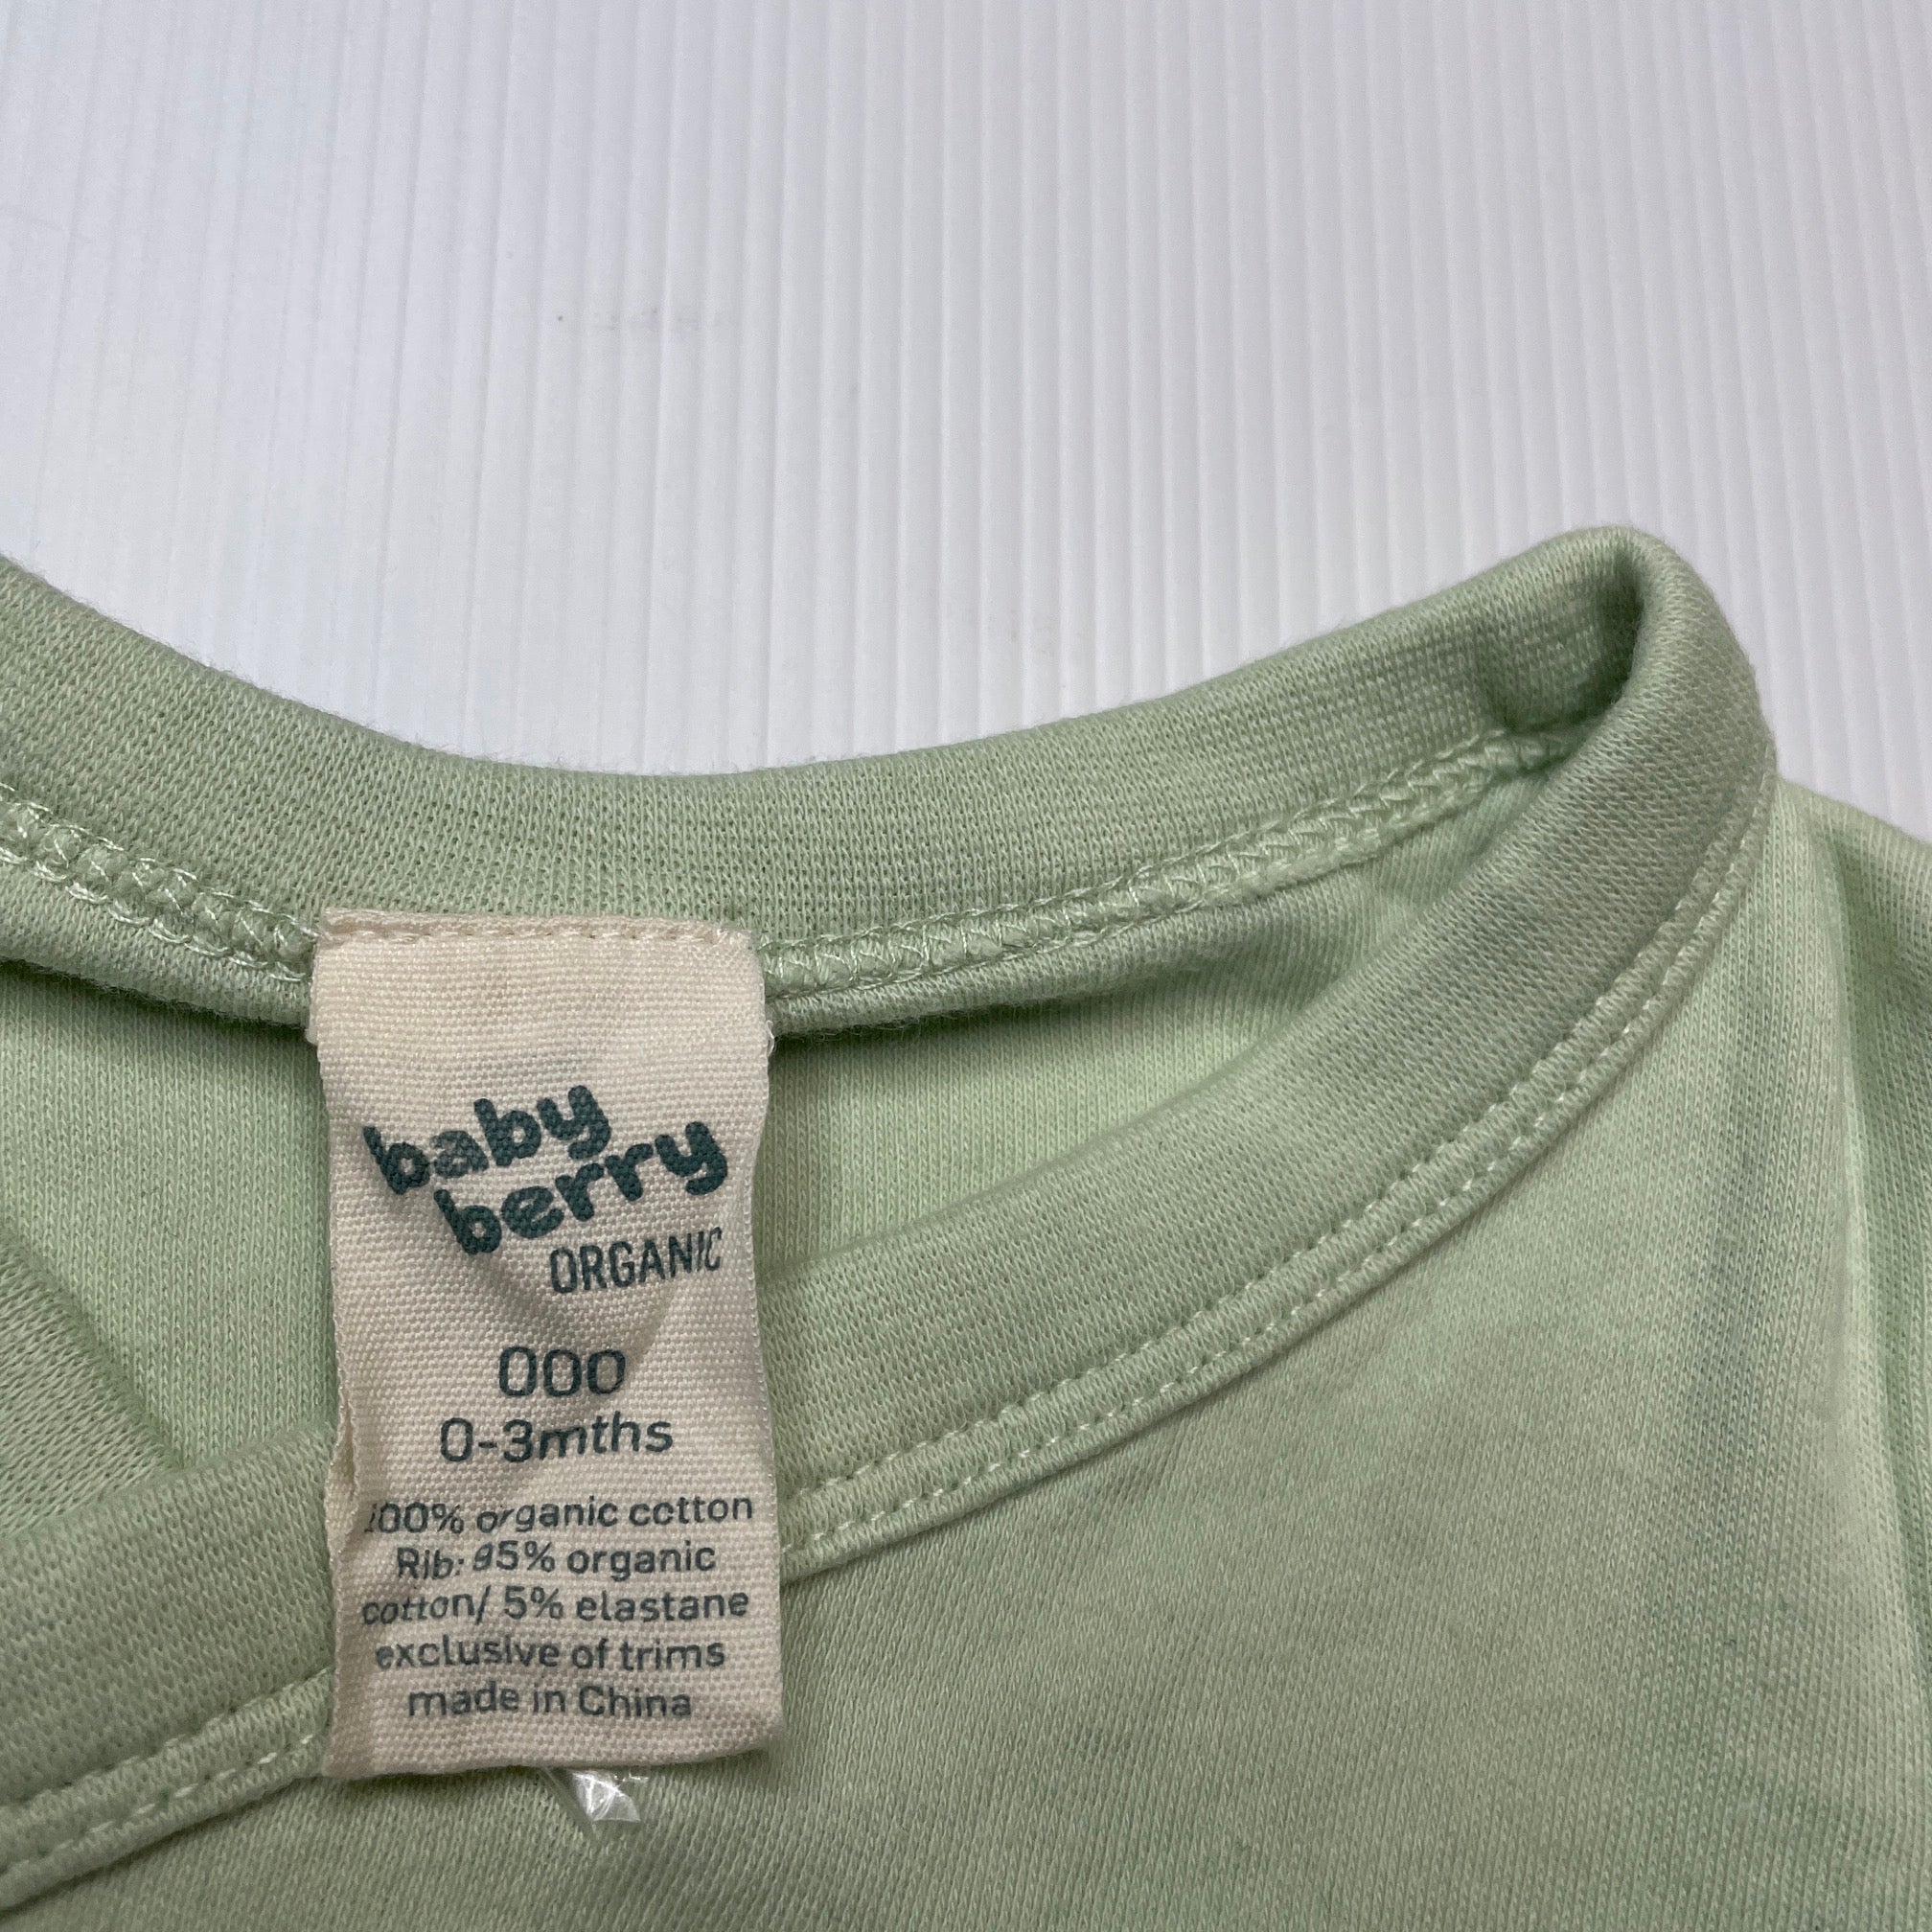 baby
berry
ORGANIC
000
0-3mths
100% organic cotton
Rib: 95% organic
cotton/ 5% elastane
exclusive of trims
made in China